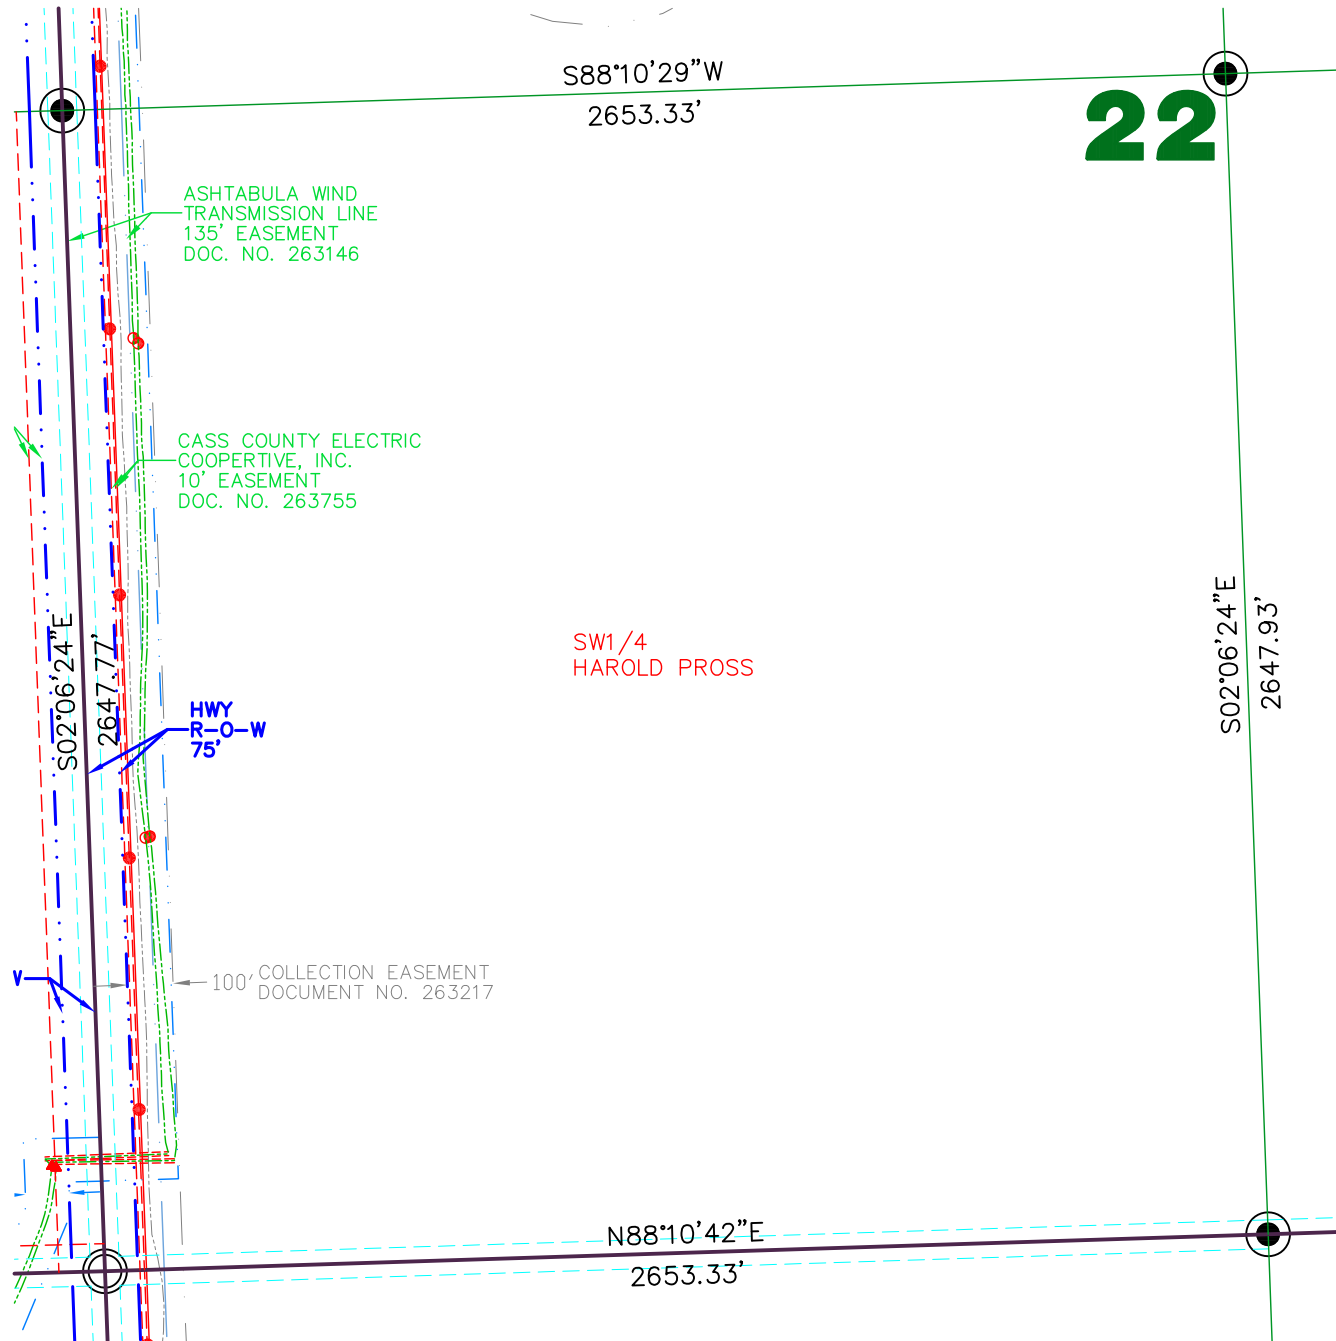 S88°10'29"W
2653.33'
22
ASHTABULA WIND
TRANSMISSION LINE
135' EASEMENT
DOC. NO. 263146
CASS COUNTY ELECTRIC
COOPERTIVE, INC.
10' EASEMENT
DOC. NO. 263755
S02°06'24"E
2647.77'
HWY
R-O-W
75'
SW1/4
HAROLD PROSS
S02°06'24"E
2647.93'
100' COLLECTION EASEMENT
DOCUMENT NO. 263217
N88°10'42"E
2653.33'